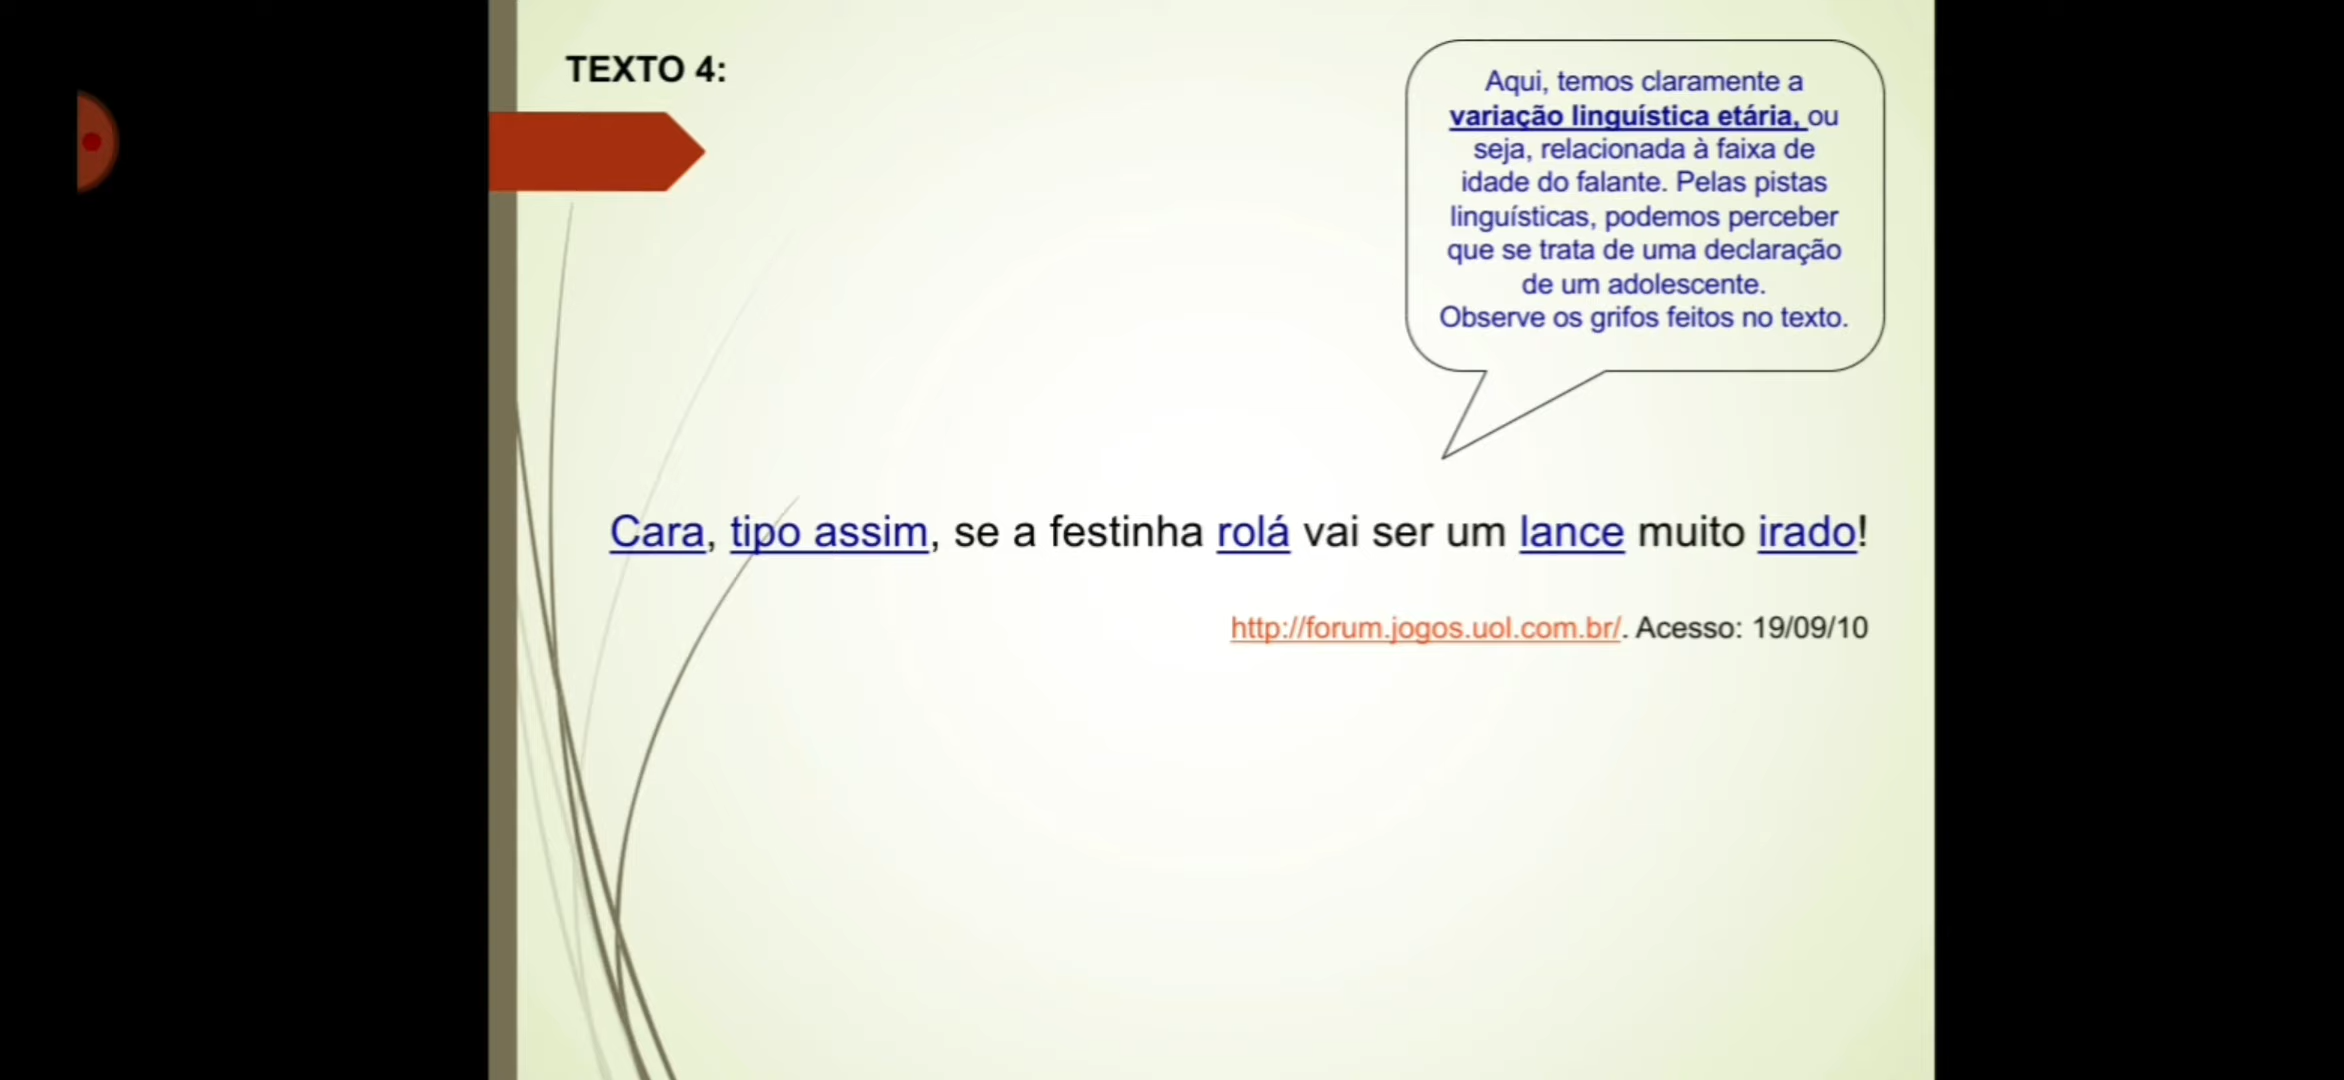 TEXTO 4:
Aqui, temos claramente a
variação linguística etária, ou
seja, relacionada à faixa de
idade do falante. Pelas pistas
linguísticas, podemos perceber
que se trata de uma declaração
de um adolescente.
Observe os grifos feitos no texto.
Cara, tipo assim, se a festinha rolá vai ser um lance muito irado!
http://forum.jogos.uol.com.br/. Acesso: 19/09/10